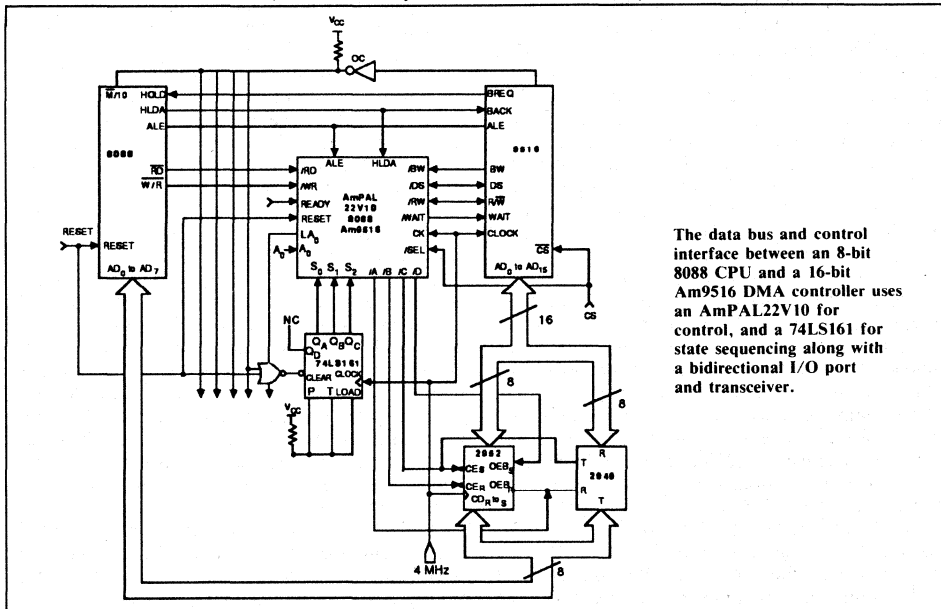 VCC
OC
M/IO HOLD
HLDA
ALE
8088
RD
W/R
RESET
RESET
AD0 to AD7
ALE HLDA
/RD
/WR
READY
RESET
LA0
A0 A0
AmPAL
22V10
8088
Am9516
/BW
/DS
/RW
/WAIT
CK
/SEL
S0 S1 S2 /A /B /C /D
BREQ
BACK
ALE
9516
BW
DS
R/W
WAIT
CLOCK
CS
AD0 to AD15
CS
16
NC
QD QA QB QC
74LS161
CLEAR CLOCK
P T LOAD
VCC
8
8
2952
CES OEBS
CER OEBR
CDR to S
R
T
2946
R
T
4 MHz
8
The data bus and control
interface between an 8-bit
8088 CPU and a 16-bit
Am9516 DMA controller uses
an AmPAL22V10 for
control, and a 74LS161 for
state sequencing along with
a bidirectional I/O port
and transceiver.